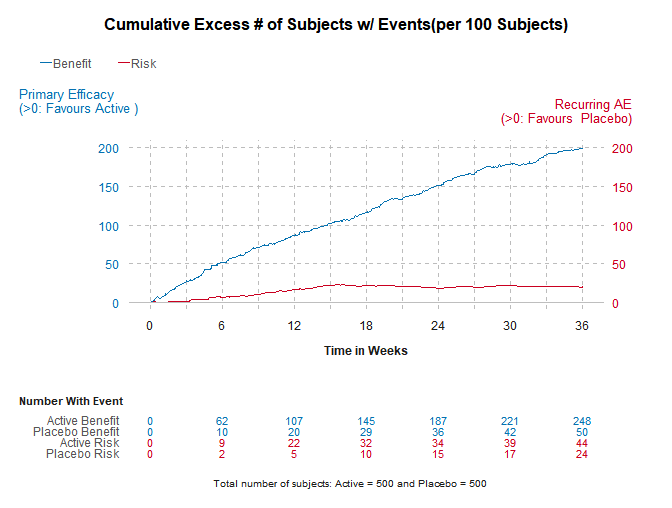 Cumulative Excess # of Subjects w/ Events(per 100 Subjects)
Benefit Risk
Primary Efficacy
(>0: Favours Active )
Recurring AE
(>0: Favours  Placebo)
200 200
150 150
100 100
50 50
0 0
0 6 12 18 24 30 36
Time in Weeks
Number With Event
Active Benefit 0 62 107 145 187 221 248
Placebo Benefit 0 10 20 29 36 42 50
Active Risk 0 9 22 32 34 39 44
Placebo Risk 0 2 5 10 15 17 24
Total number of subjects: Active = 500 and Placebo = 500